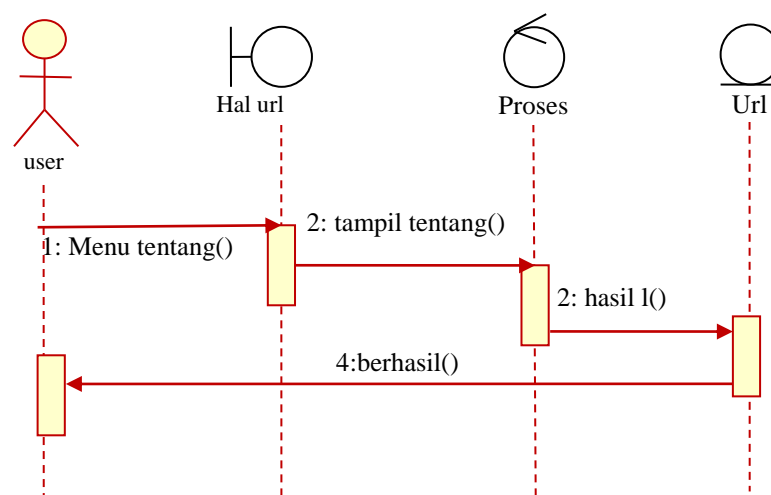 Hal url
Proses
Url
user
1: Menu tentang()
2: tampil tentang()
2: hasil l()
4:berhasil()